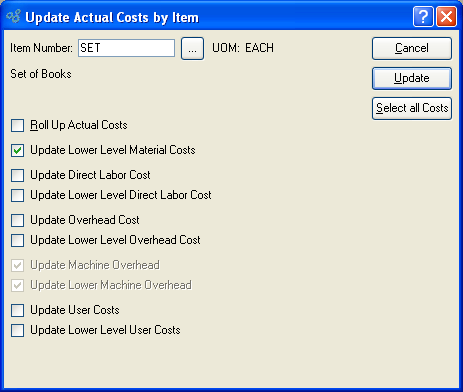 Update Actual Costs by Item
Item Number: SET ... UOM: EACH
Cancel
Set of Books
Update
Select all Costs
Roll Up Actual Costs
Update Lower Level Material Costs
Update Direct Labor Cost
Update Lower Level Direct Labor Cost
Update Overhead Cost
Update Lower Level Overhead Cost
Update Machine Overhead
Update Lower Machine Overhead
Update User Costs
Update Lower Level User Costs